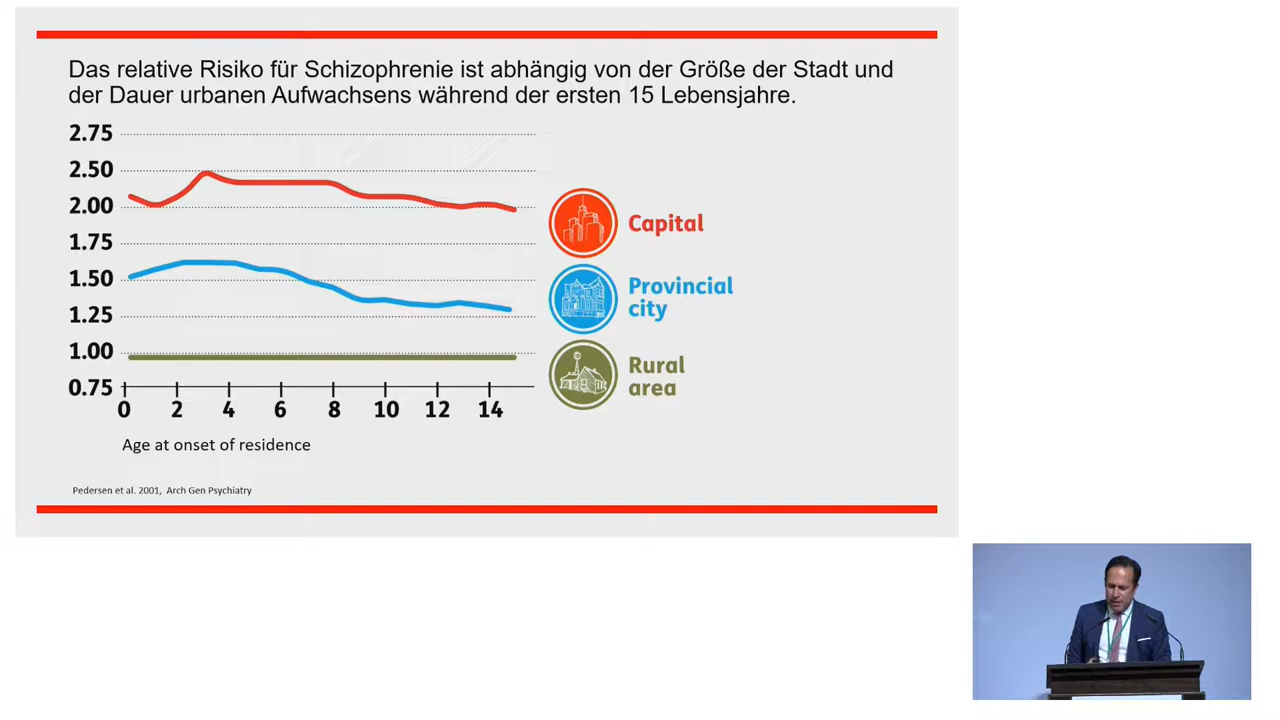 Das relative Risiko für Schizophrenie ist abhängig von der Größe der Stadt und
der Dauer urbanen Aufwachsens während der ersten 15 Lebensjahre.
2.75
2.50
2.00
1.75
1.50
1.25
1.00
0.75
0 2 4 6 8 10 12 14
Age at onset of residence
Capital
Provincial
city
Rural
area
Pedersen et al. 2001, Arch Gen Psychiatry